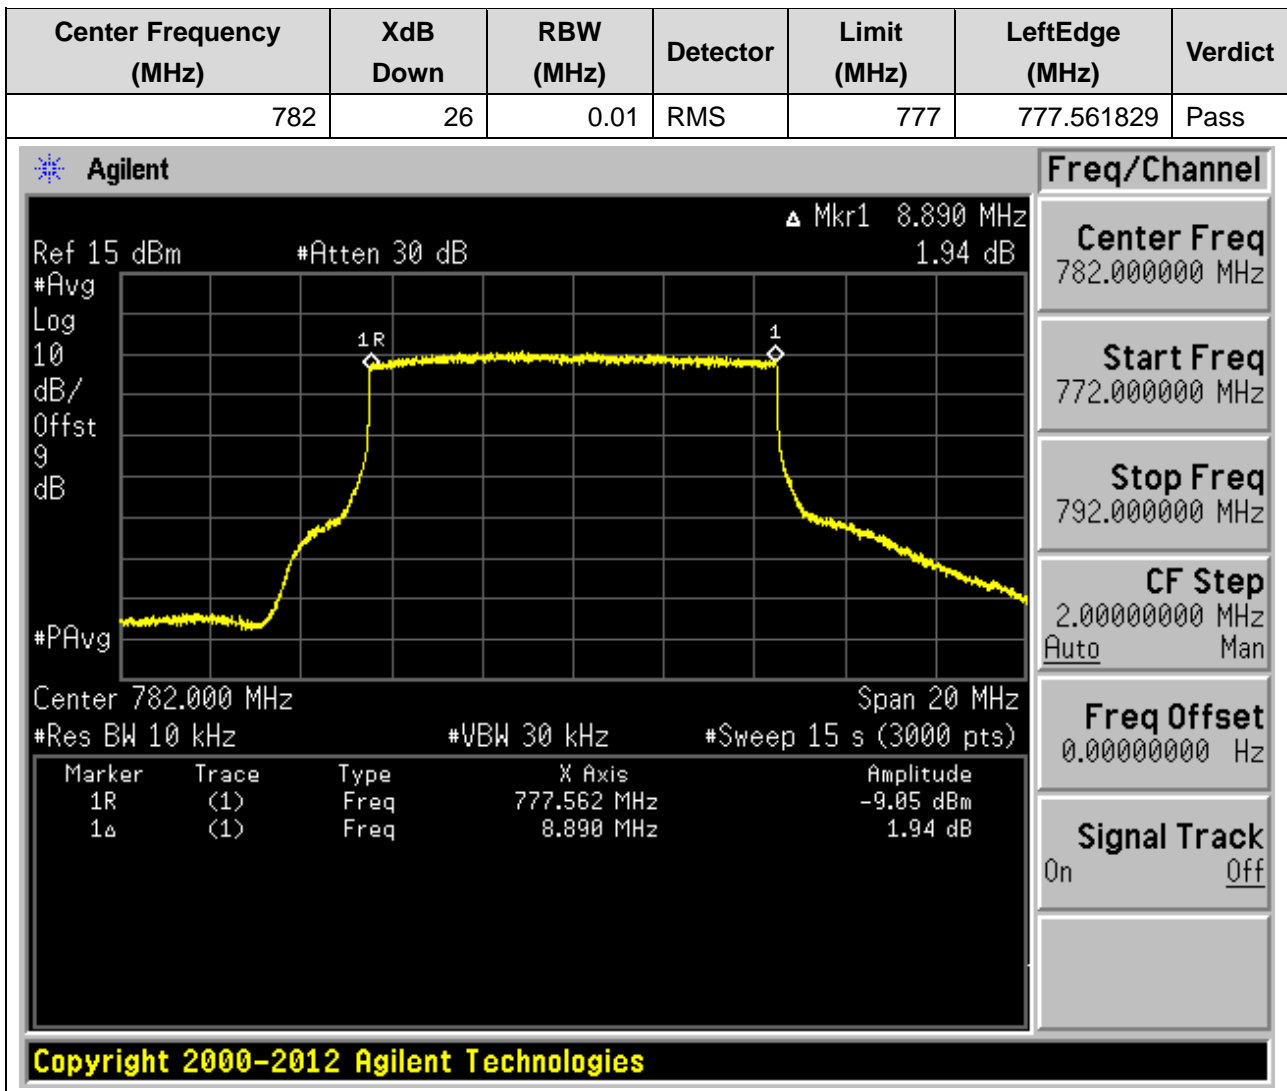 Center Frequency (MHz) XdB Down RBW (MHz) Detector Limit (MHz) LeftEdge (MHz) Verdict
782 26 0.01 RMS 777 777.561829 Pass
Agilent
Freq/Channel
Δ Mkr1 8.890 MHz
Ref 15 dBm #Atten 30 dB 1.94 dB
#Avg
Log
10
dB/
Offst
9
dB
1R
1
#PAvg
Center 782.000 MHz Span 20 MHz
#Res BW 10 kHz #VBW 30 kHz #Sweep 15 s (3000 pts)
Marker Trace Type X Axis Amplitude
1R (1) Freq 777.562 MHz -9.05 dBm
1Δ (1) Freq 8.890 MHz 1.94 dB
Center Freq
782.000000 MHz
Start Freq
772.000000 MHz
Stop Freq
792.000000 MHz
CF Step
2.00000000 MHz
Auto Man
Freq Offset
0.00000000 Hz
Signal Track
On Off
Copyright 2000-2012 Agilent Technologies